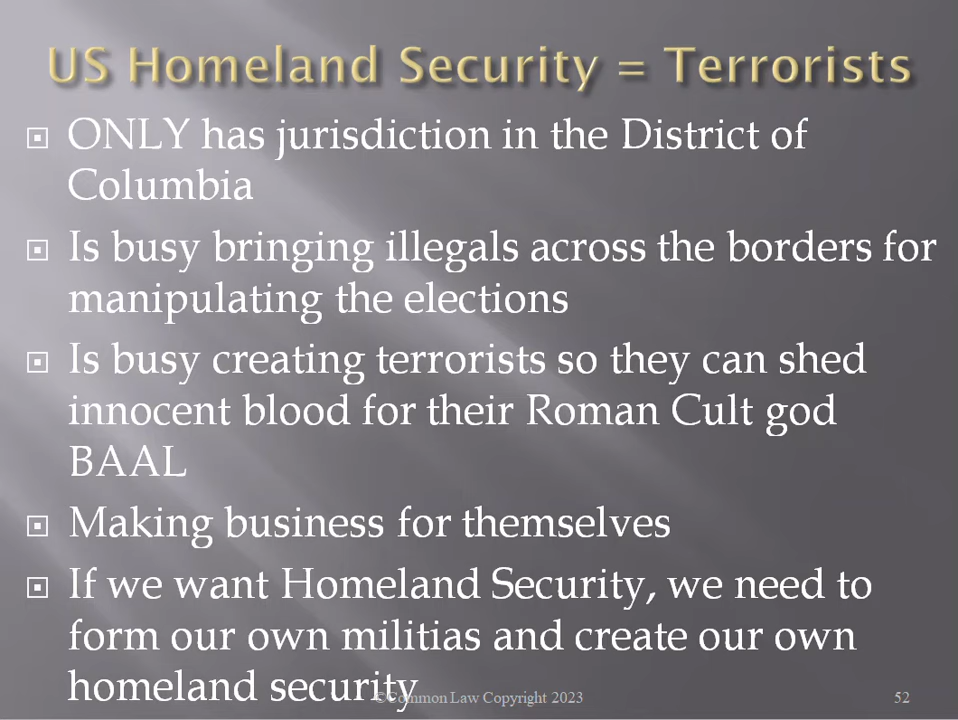 US Homeland Security = Terrorists
ONLY has jurisdiction in the District of
Columbia
Is busy bringing illegals across the borders for
manipulating the elections
Is busy creating terrorists so they can shed
innocent blood for their Roman Cult god
BAAL
Making business for themselves
If we want Homeland Security, we need to
form our own militias and create our own
homeland security
©Common Law Copyright 2023
52